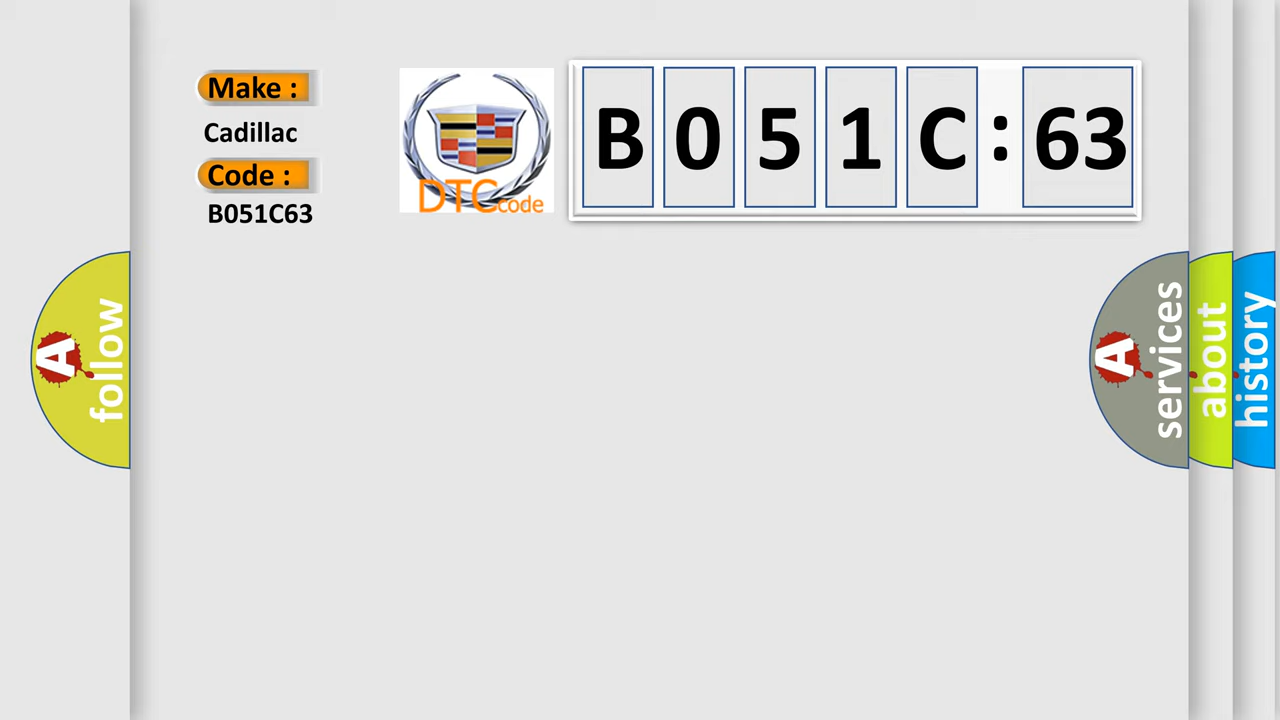 Make :
Cadillac
Code :
B051C63
DTCcode
B 0 5 1 C : 63
A follow
A services
about
history